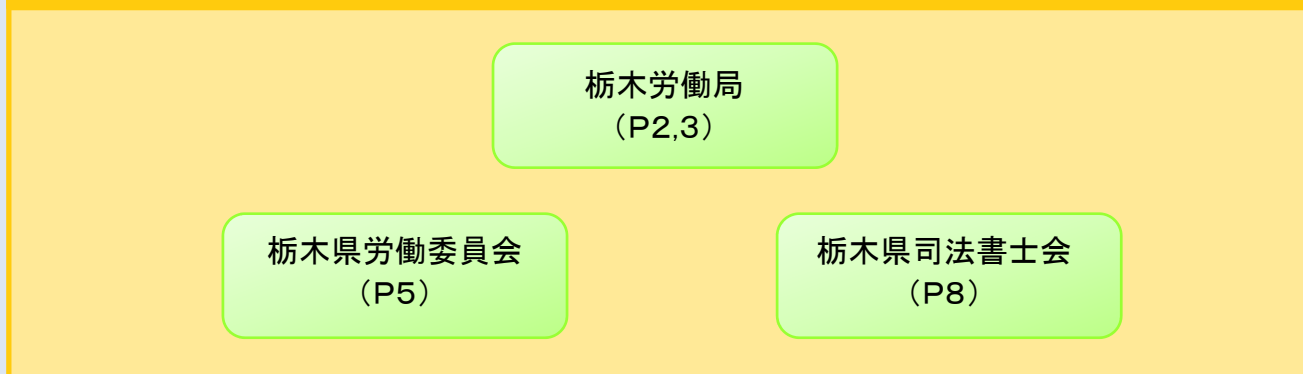 栃木労働局
（P2,3）
栃木県労働委員会
（P5）
栃木県司法書士会
（P8）